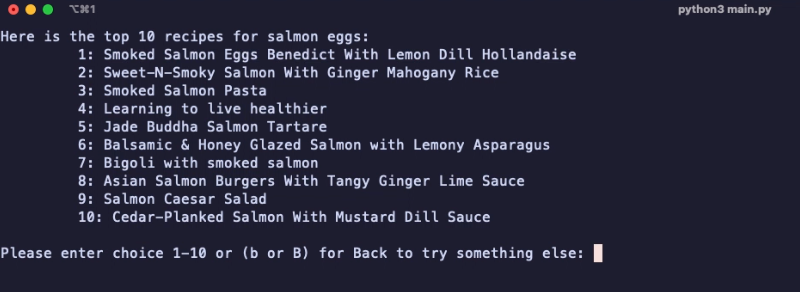 ⌥⌘1
python3 main.py
Here is the top 10 recipes for salmon eggs:
1: Smoked Salmon Eggs Benedict With Lemon Dill Hollandaise
2: Sweet-N-Smoky Salmon With Ginger Mahogany Rice
3: Smoked Salmon Pasta
4: Learning to live healthier
5: Jade Buddha Salmon Tartare
6: Balsamic & Honey Glazed Salmon with Lemony Asparagus
7: Bigoli with smoked salmon
8: Asian Salmon Burgers With Tangy Ginger Lime Sauce
9: Salmon Caesar Salad
10: Cedar-Planked Salmon With Mustard Dill Sauce
Please enter choice 1-10 or (b or B) for Back to try something else: